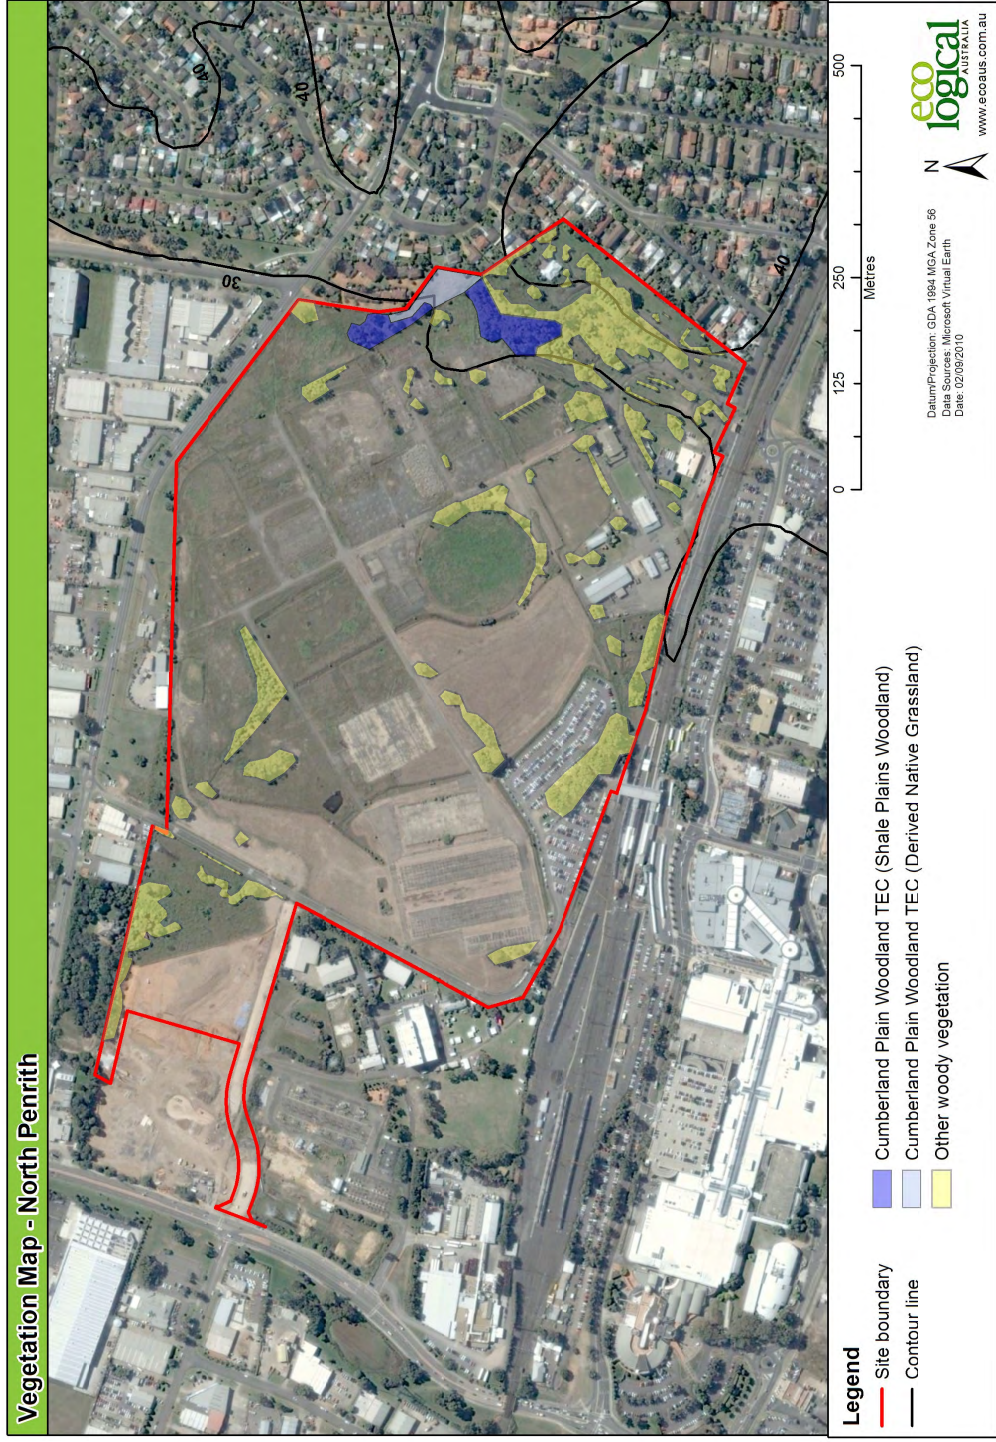 Vegetation Map - North Penrith
40
40
30
40
Legend
Site boundary
Contour line
Cumberland Plain Woodland TEC (Shale Plains Woodland)
Cumberland Plain Woodland TEC (Derived Native Grassland)
Other woody vegetation
0 125 250 500
Metres
Datum/Projection: GDA 1994 MGA Zone 56
Data Sources: Microsoft Virtual Earth
Date: 02/09/2010
N
eco
logical
AUSTRALIA
www.ecoaus.com.au